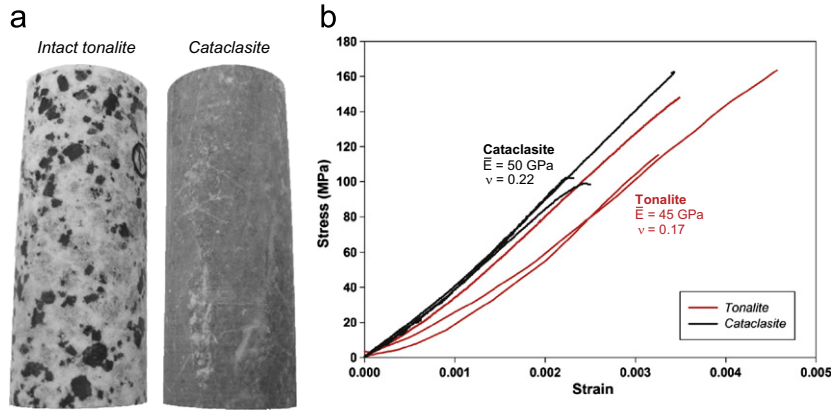 a
Intact tonalite
Cataclasite
b
180
160
140
120
100
80
60
40
20
0
Stress (MPa)
0.000
0.001
0.002
0.003
0.004
0.005
Strain
Cataclasite
E̅ = 50 GPa
ν = 0.22
Tonalite
E̅ = 45 GPa
ν = 0.17
Tonalite
Cataclasite